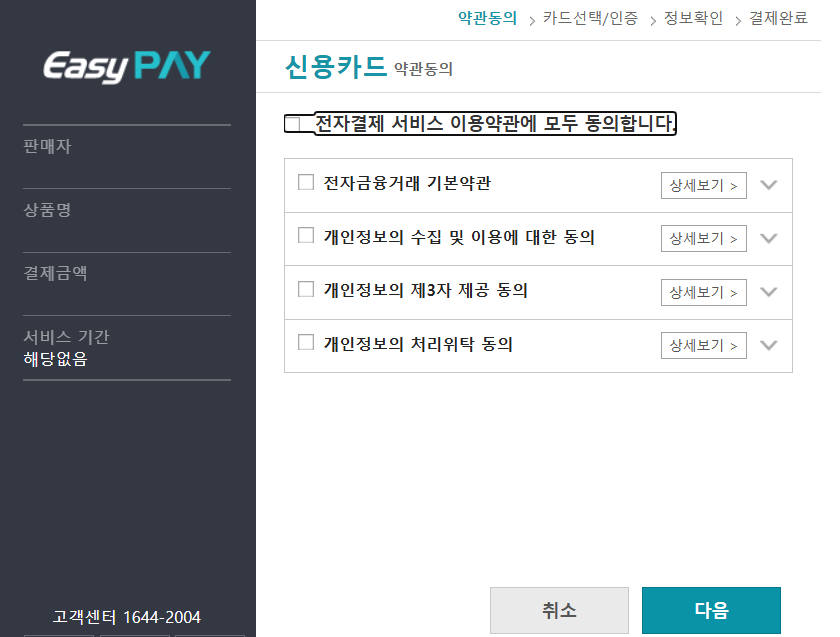 약관동의 > 카드선택/인증 > 정보확인 > 결제완료
Easy PAY
신용카드 약관동의
판매자
상품명
결제금액
서비스 기간
해당없음
고객센터 1644-2004
전자결제 서비스 이용약관에 모두 동의합니다.
전자금융거래 기본약관 상세보기 >
개인정보의 수집 및 이용에 대한 동의 상세보기 >
개인정보의 제3자 제공 동의 상세보기 >
개인정보의 처리위탁 동의 상세보기 >
취소 다음